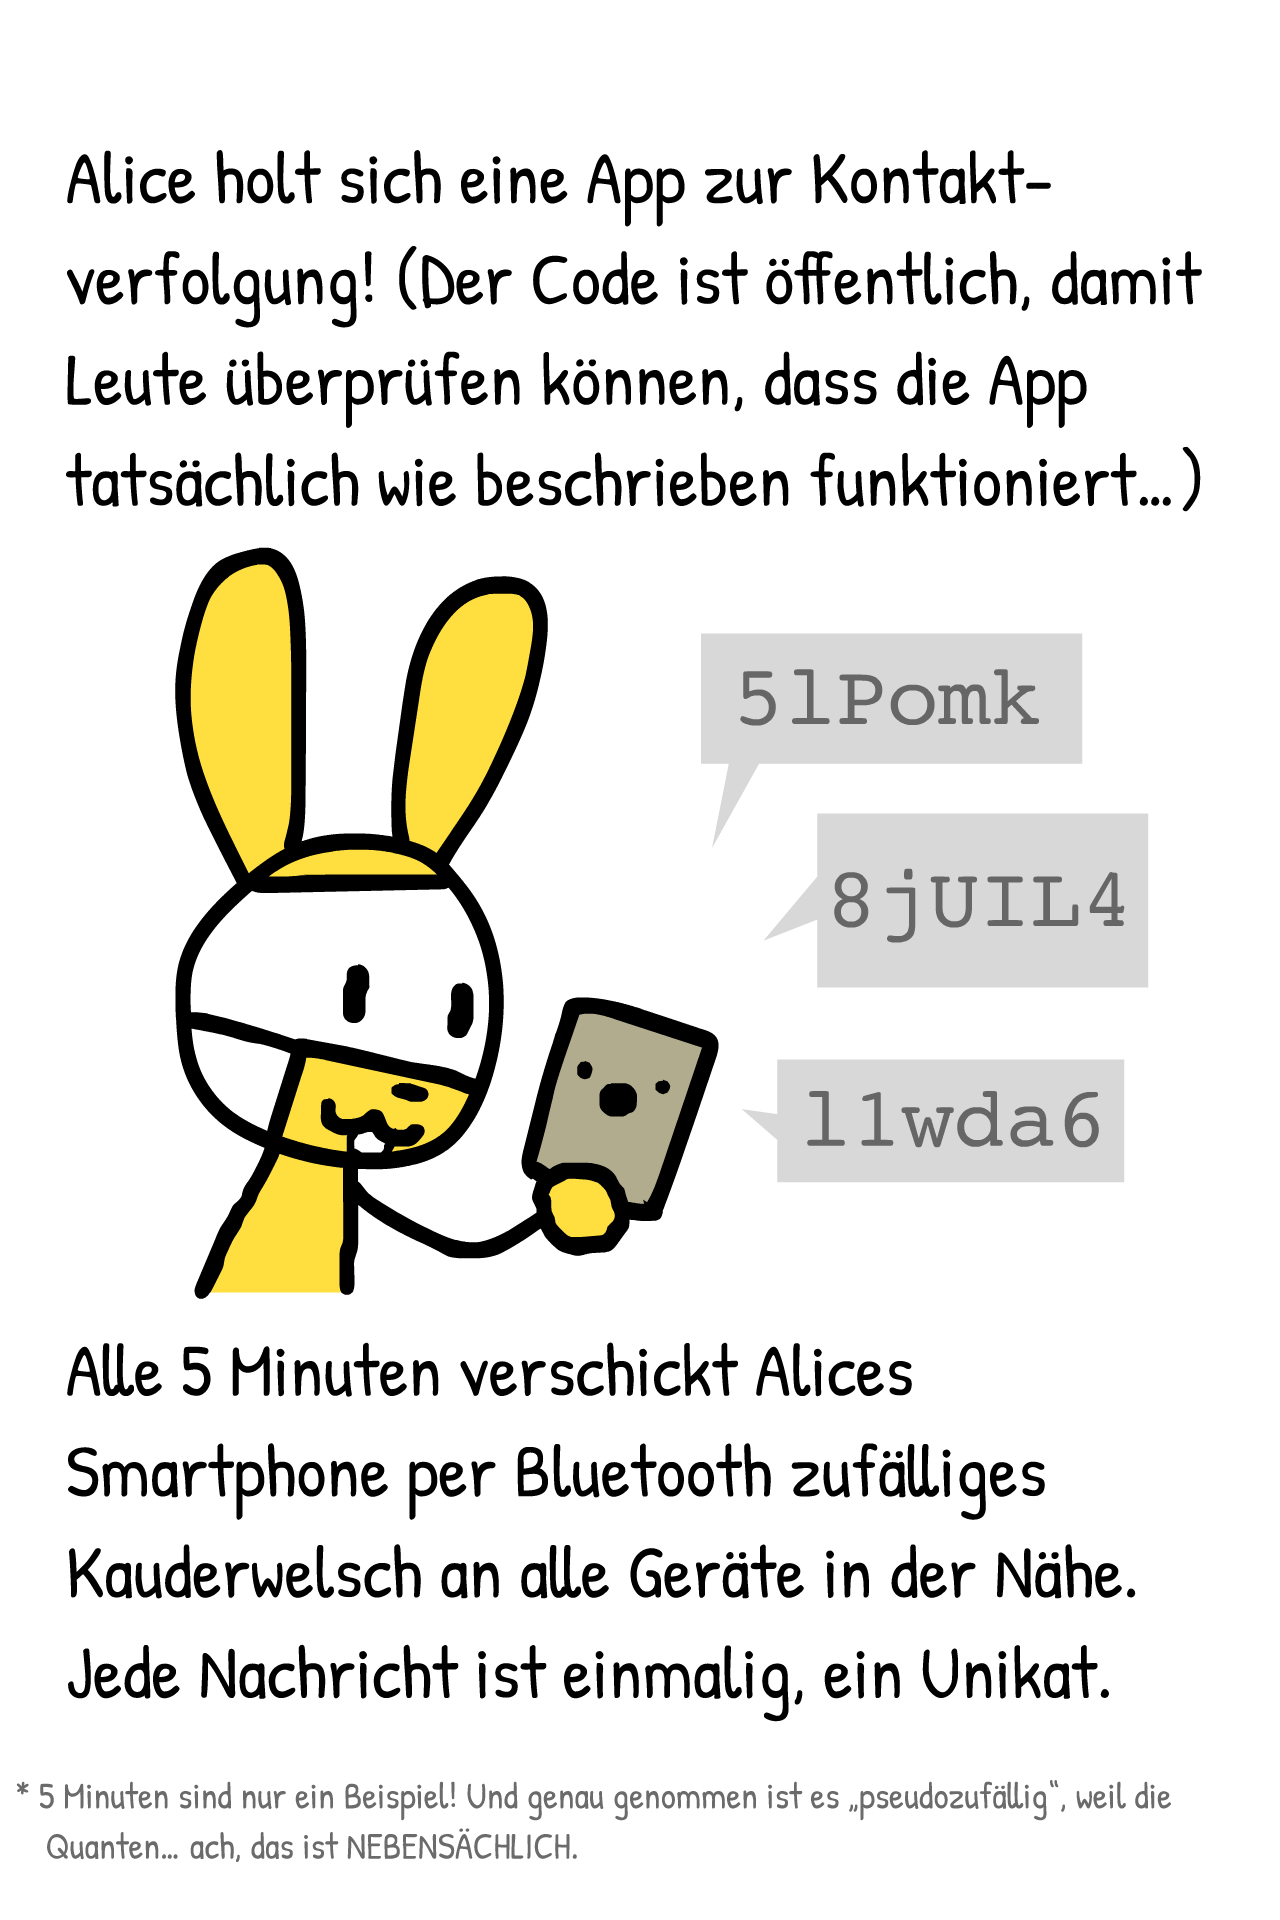 Alice holt sich eine App zur Kontakt-
verfolgung! (Der Code ist öffentlich, damit
Leute überprüfen können, dass die App
tatsächlich wie beschrieben funktioniert...)
5lPomk
8jUIL4
l1wda6
Alle 5 Minuten verschickt Alices
Smartphone per Bluetooth zufälliges
Kauderwelsch an alle Geräte in der Nähe.
Jede Nachricht ist einmalig, ein Unikat.
* 5 Minuten sind nur ein Beispiel! Und genau genommen ist es „pseudozufällig“, weil die
Quanten... ach, das ist NEBENSÄCHLICH.